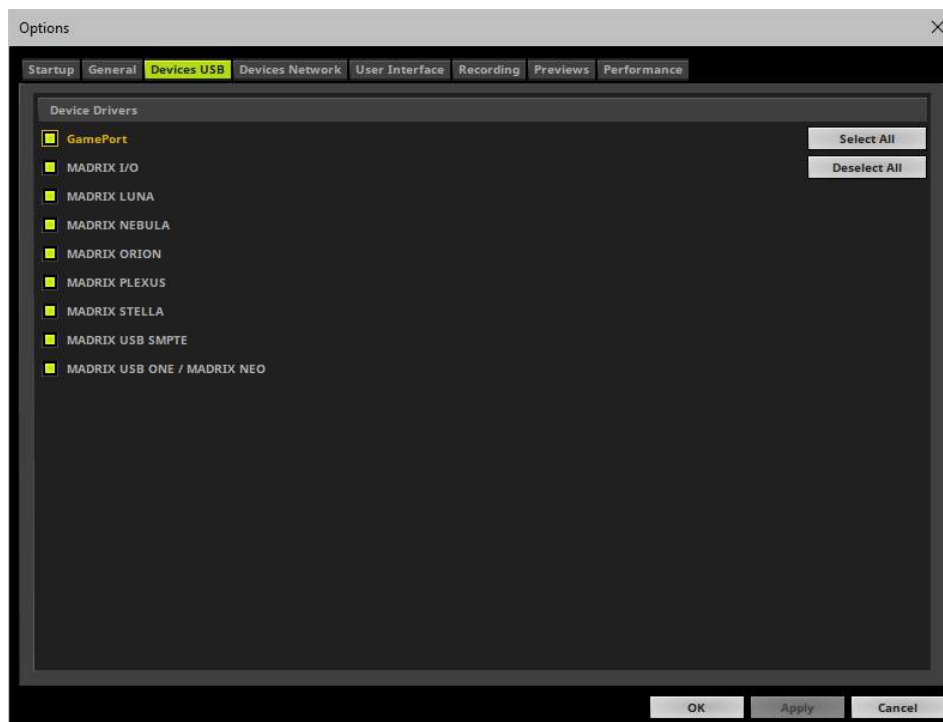 Options
Startup General Devices USB Devices Network User Interface Recording Previews Performance
Device Drivers
GamePort
Select All
MADRIX I/O
Deselect All
MADRIX LUNA
MADRIX NEBULA
MADRIX ORION
MADRIX PLEXUS
MADRIX STELLA
MADRIX USB SMPTE
MADRIX USB ONE / MADRIX NEO
OK Apply Cancel